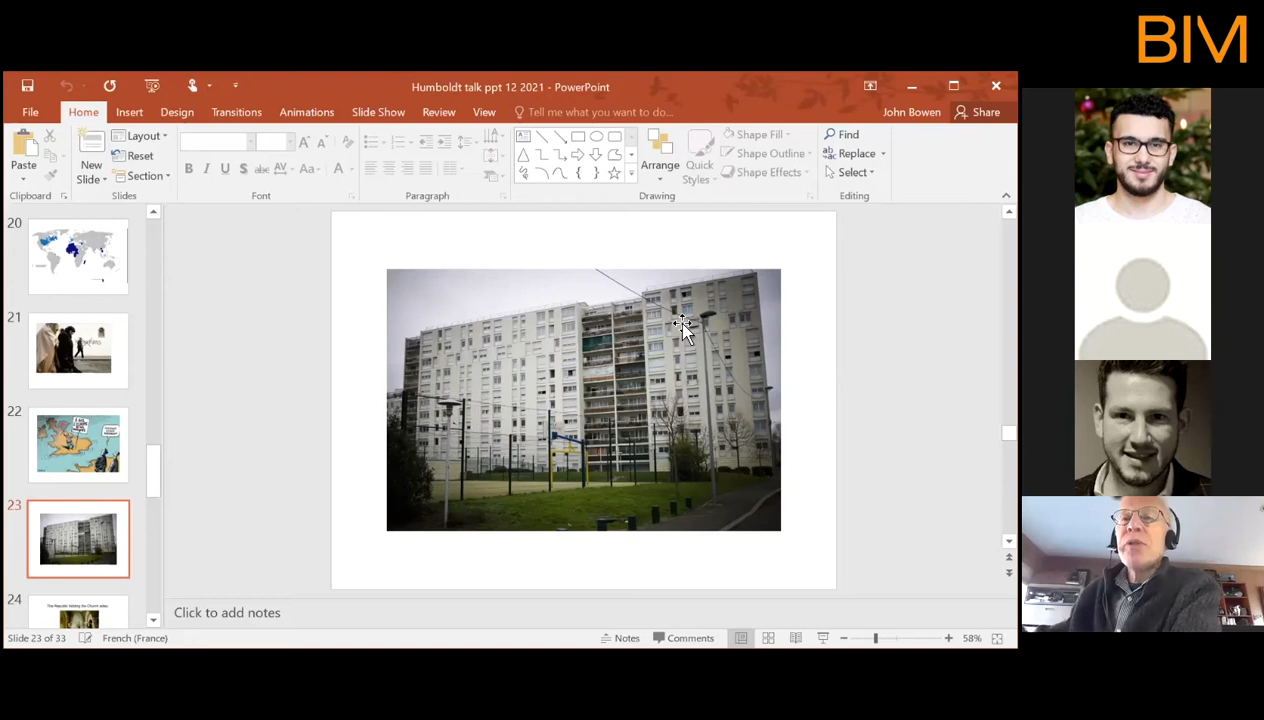 BIM
Humboldt talk ppt 12 2021 - PowerPoint
File
Home
Insert
Design
Transitions
Animations
Slide Show
Review
View
Tell me what you want to do...
John Bowen
Share
Paste
New
Slide
Layout
Reset
Section
B I U S abc AV Aa A
Arrange
Quick
Styles
Shape Fill
Shape Outline
Shape Effects
Find
Replace
Select
Clipboard
Slides
Font
Paragraph
Drawing
Editing
20
21
22
23
24
Click to add notes
Slide 23 of 33
French (France)
Notes
Comments
58%